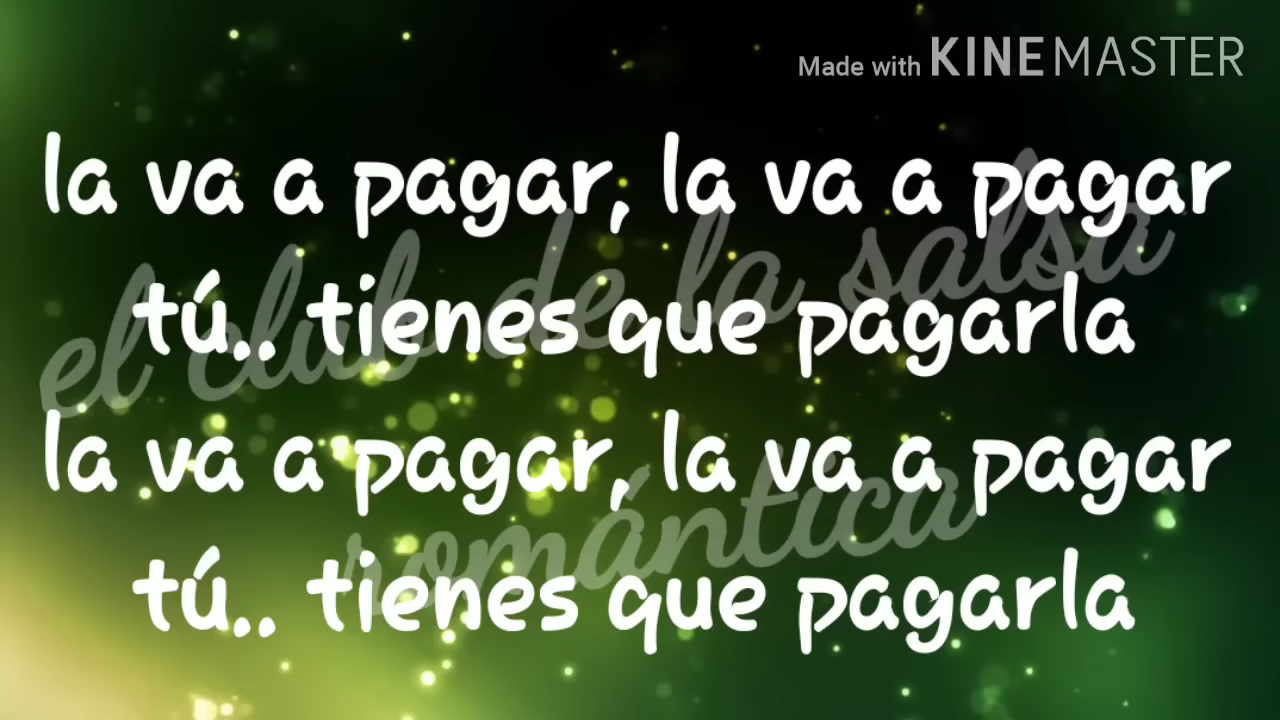 Made with KINEMASTER
la va a pagar, la va a pagar
tú.. tienes que pagarla
la va a pagar, la va a pagar
tú.. tienes que pagarla
el club de la salsa
romántica